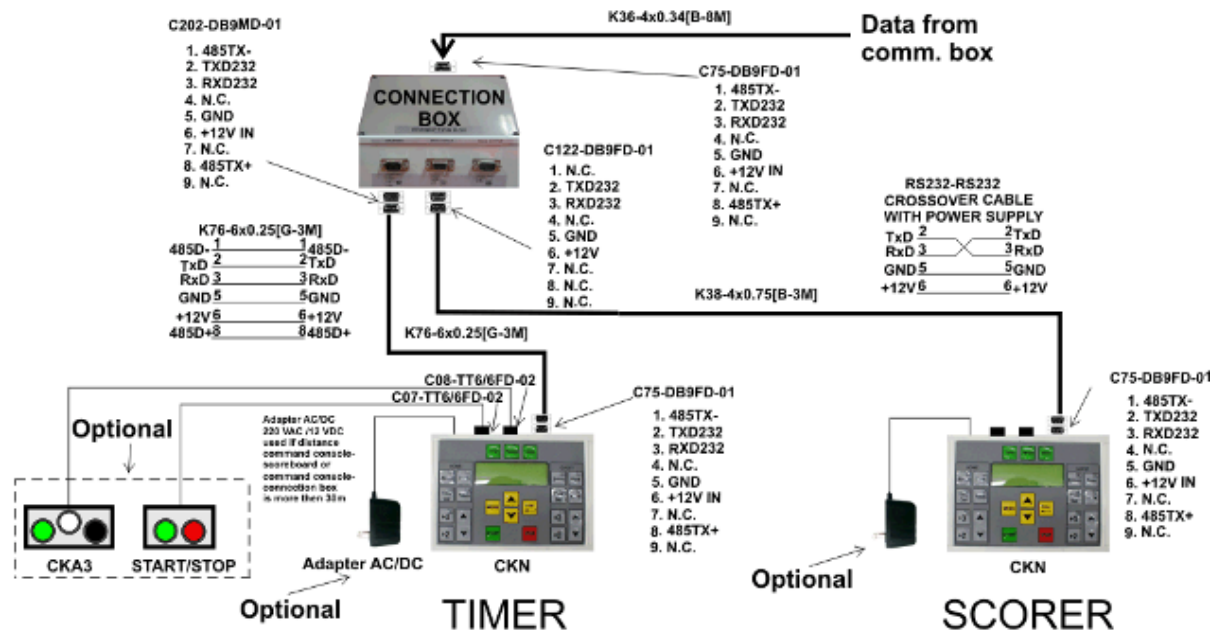 K36-4x0.34[B-8M]
Data from
comm. box
C202-DB9MD-01
1. 485TX-
2. TXD232
3. RXD232
4. N.C.
5. GND
6. +12V IN
7. N.C.
8. 485TX+
9. N.C.
CONNECTION
BOX
C75-DB9FD-01
1. 485TX-
2. TXD232
3. RXD232
4. N.C.
5. GND
6. +12V IN
7. N.C.
8. 485TX+
9. N.C.
C122-DB9FD-01
1. N.C.
2. TXD232
3. RXD232
4. N.C.
5. GND
6. +12V
7. N.C.
8. N.C.
9. N.C.
RS232-RS232
CROSSOVER CABLE
WITH POWER SUPPLY
TxD 2 2 TxD
RxD 3 3 RxD
GND 5 5 GND
+12V 6 6 +12V
K76-6x0.25[G-3M]
485D- 1 1 485D-
TxD 2 2 TxD
RxD 3 3 RxD
GND 5 5 GND
+12V 6 6 +12V
485D+ 8 8 485D+
K38-4x0.75[B-3M]
K76-6x0.25[G-3M]
C08-TT6/6FD-02
C07-TT6/6FD-02
Optional
Adapter AC/DC
220 VAC /12 VDC
used if distance
command console-
scoreboard or
command console-
connection box
is more then 30m
C75-DB9FD-01
1. 485TX-
2. TXD232
3. RXD232
4. N.C.
5. GND
6. +12V IN
7. N.C.
8. 485TX+
9. N.C.
C75-DB9FD-01
1. 485TX-
2. TXD232
3. RXD232
4. N.C.
5. GND
6. +12V IN
7. N.C.
8. 485TX+
9. N.C.
CKA3
START/STOP
Adapter AC/DC
Optional
CKN
TIMER
Optional
CKN
SCORER